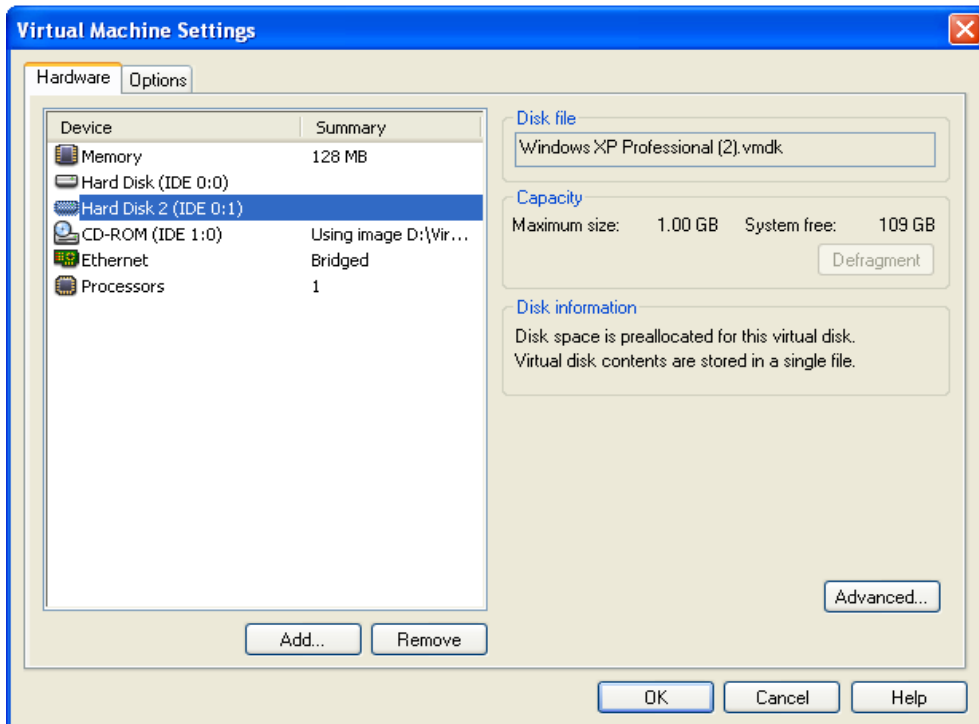 Virtual Machine Settings
Hardware Options
Device Summary
Memory 128 MB
Hard Disk (IDE 0:0)
Hard Disk 2 (IDE 0:1)
CD-ROM (IDE 1:0) Using image D:\Vir...
Ethernet Bridged
Processors 1
Add... Remove
Disk file
Windows XP Professional (2).vmdk
Capacity
Maximum size: 1.00 GB System free: 109 GB
Defragment
Disk information
Disk space is preallocated for this virtual disk.
Virtual disk contents are stored in a single file.
Advanced...
OK Cancel Help